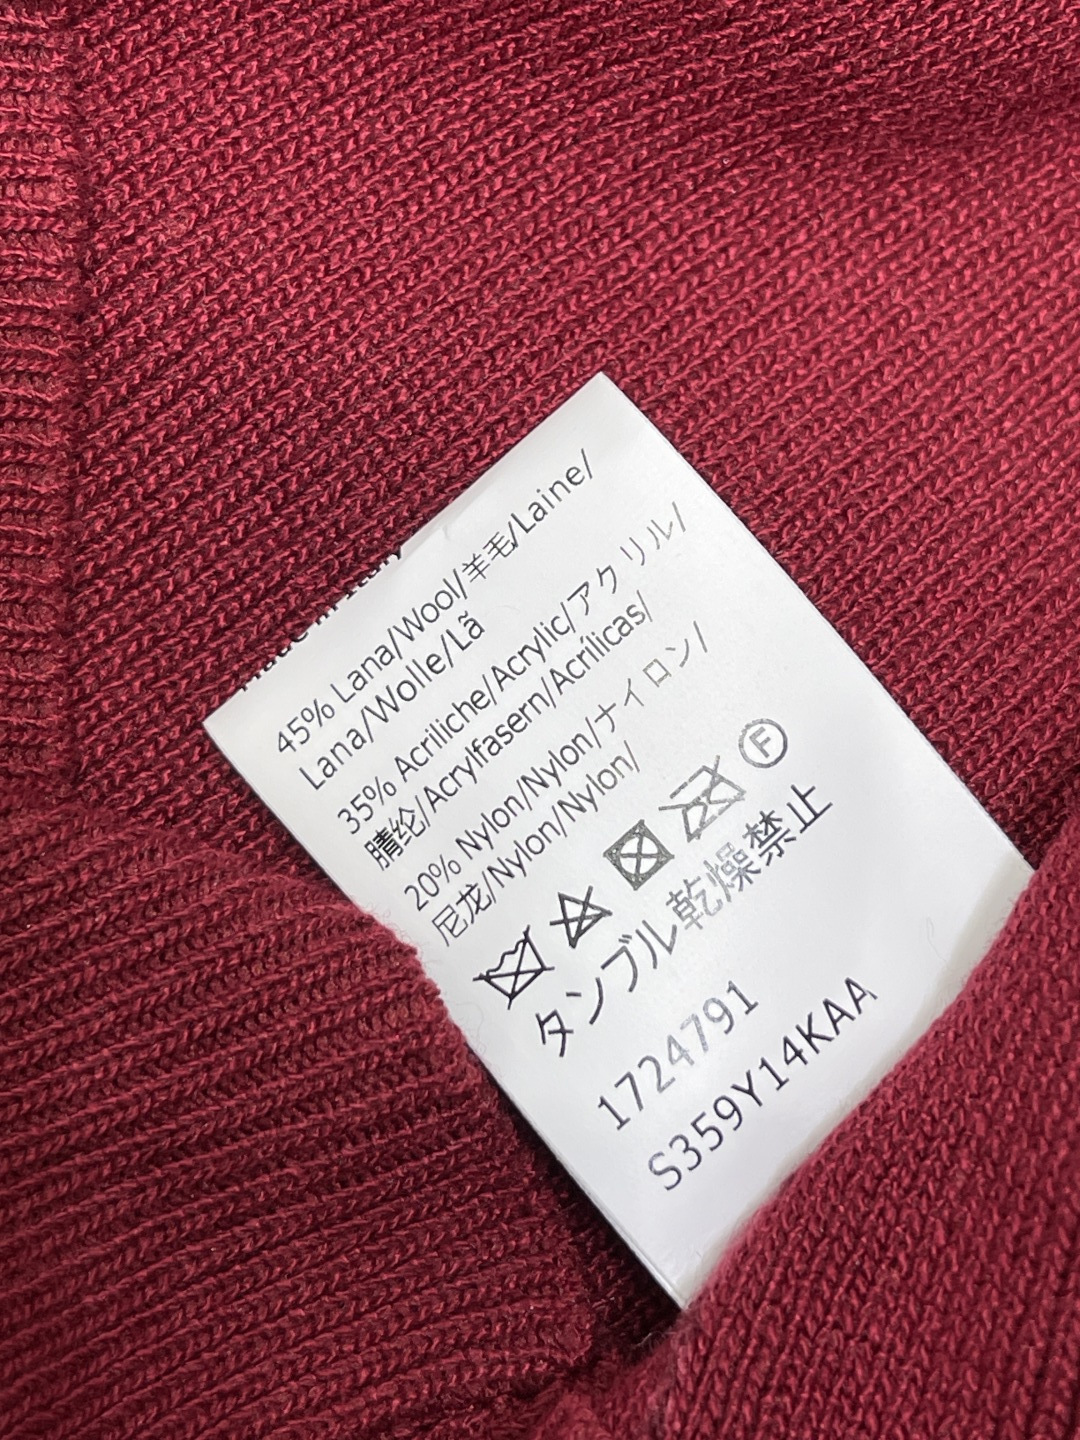 45% Lana/Wool/羊毛/Laine/
Lana/Wolle/Lã
35% Acriliche/Acrylic/アクリル/
腈纶/Acrylfasern/Acrílicas/
20% Nylon/Nylon/ナイロン/
尼龙/Nylon/Nylon/
F
タンブル乾燥禁止
1724791
S359Y14KAA